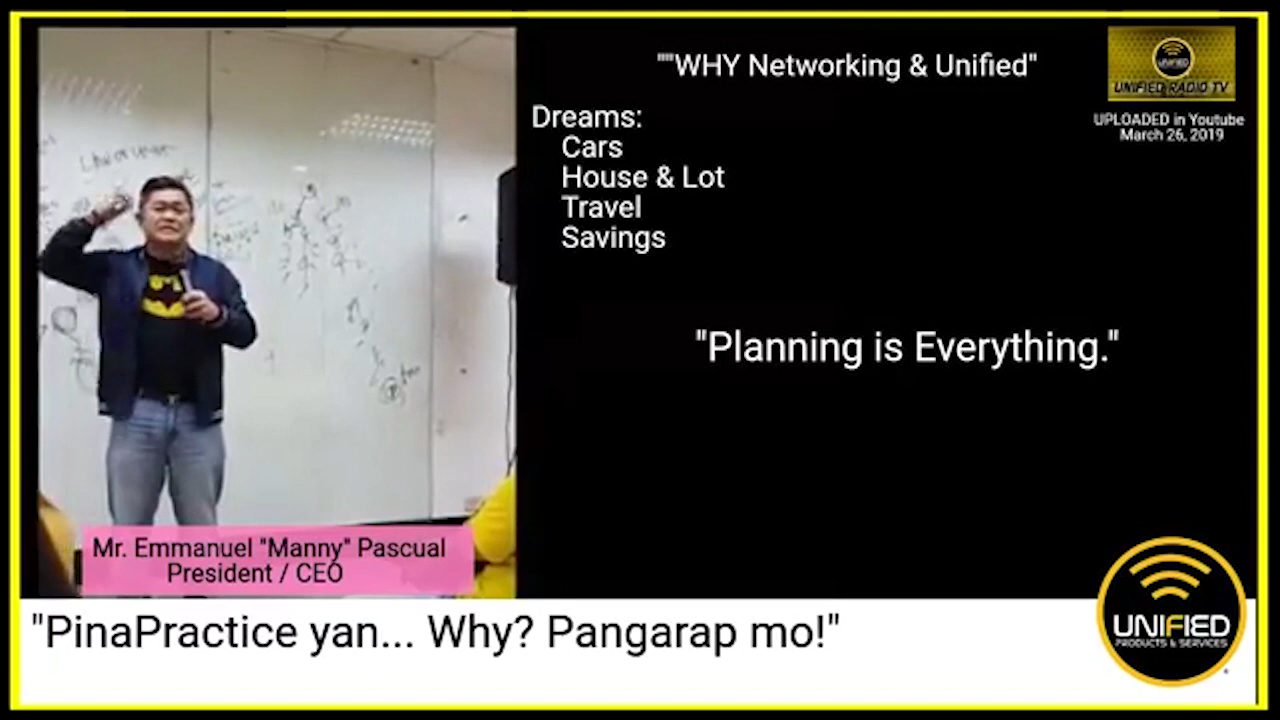 ""WHY Networking & Unified"
Dreams:
Cars
House & Lot
Travel
Savings
"Planning is Everything."
UNIFIED
UNIFIED RADIO TV
UPLOADED in Youtube
March 26, 2019
Mr. Emmanuel "Manny" Pascual
President / CEO
"PinaPractice yan... Why? Pangarap mo!"
UNIFIED
PRODUCTS & SERVICES